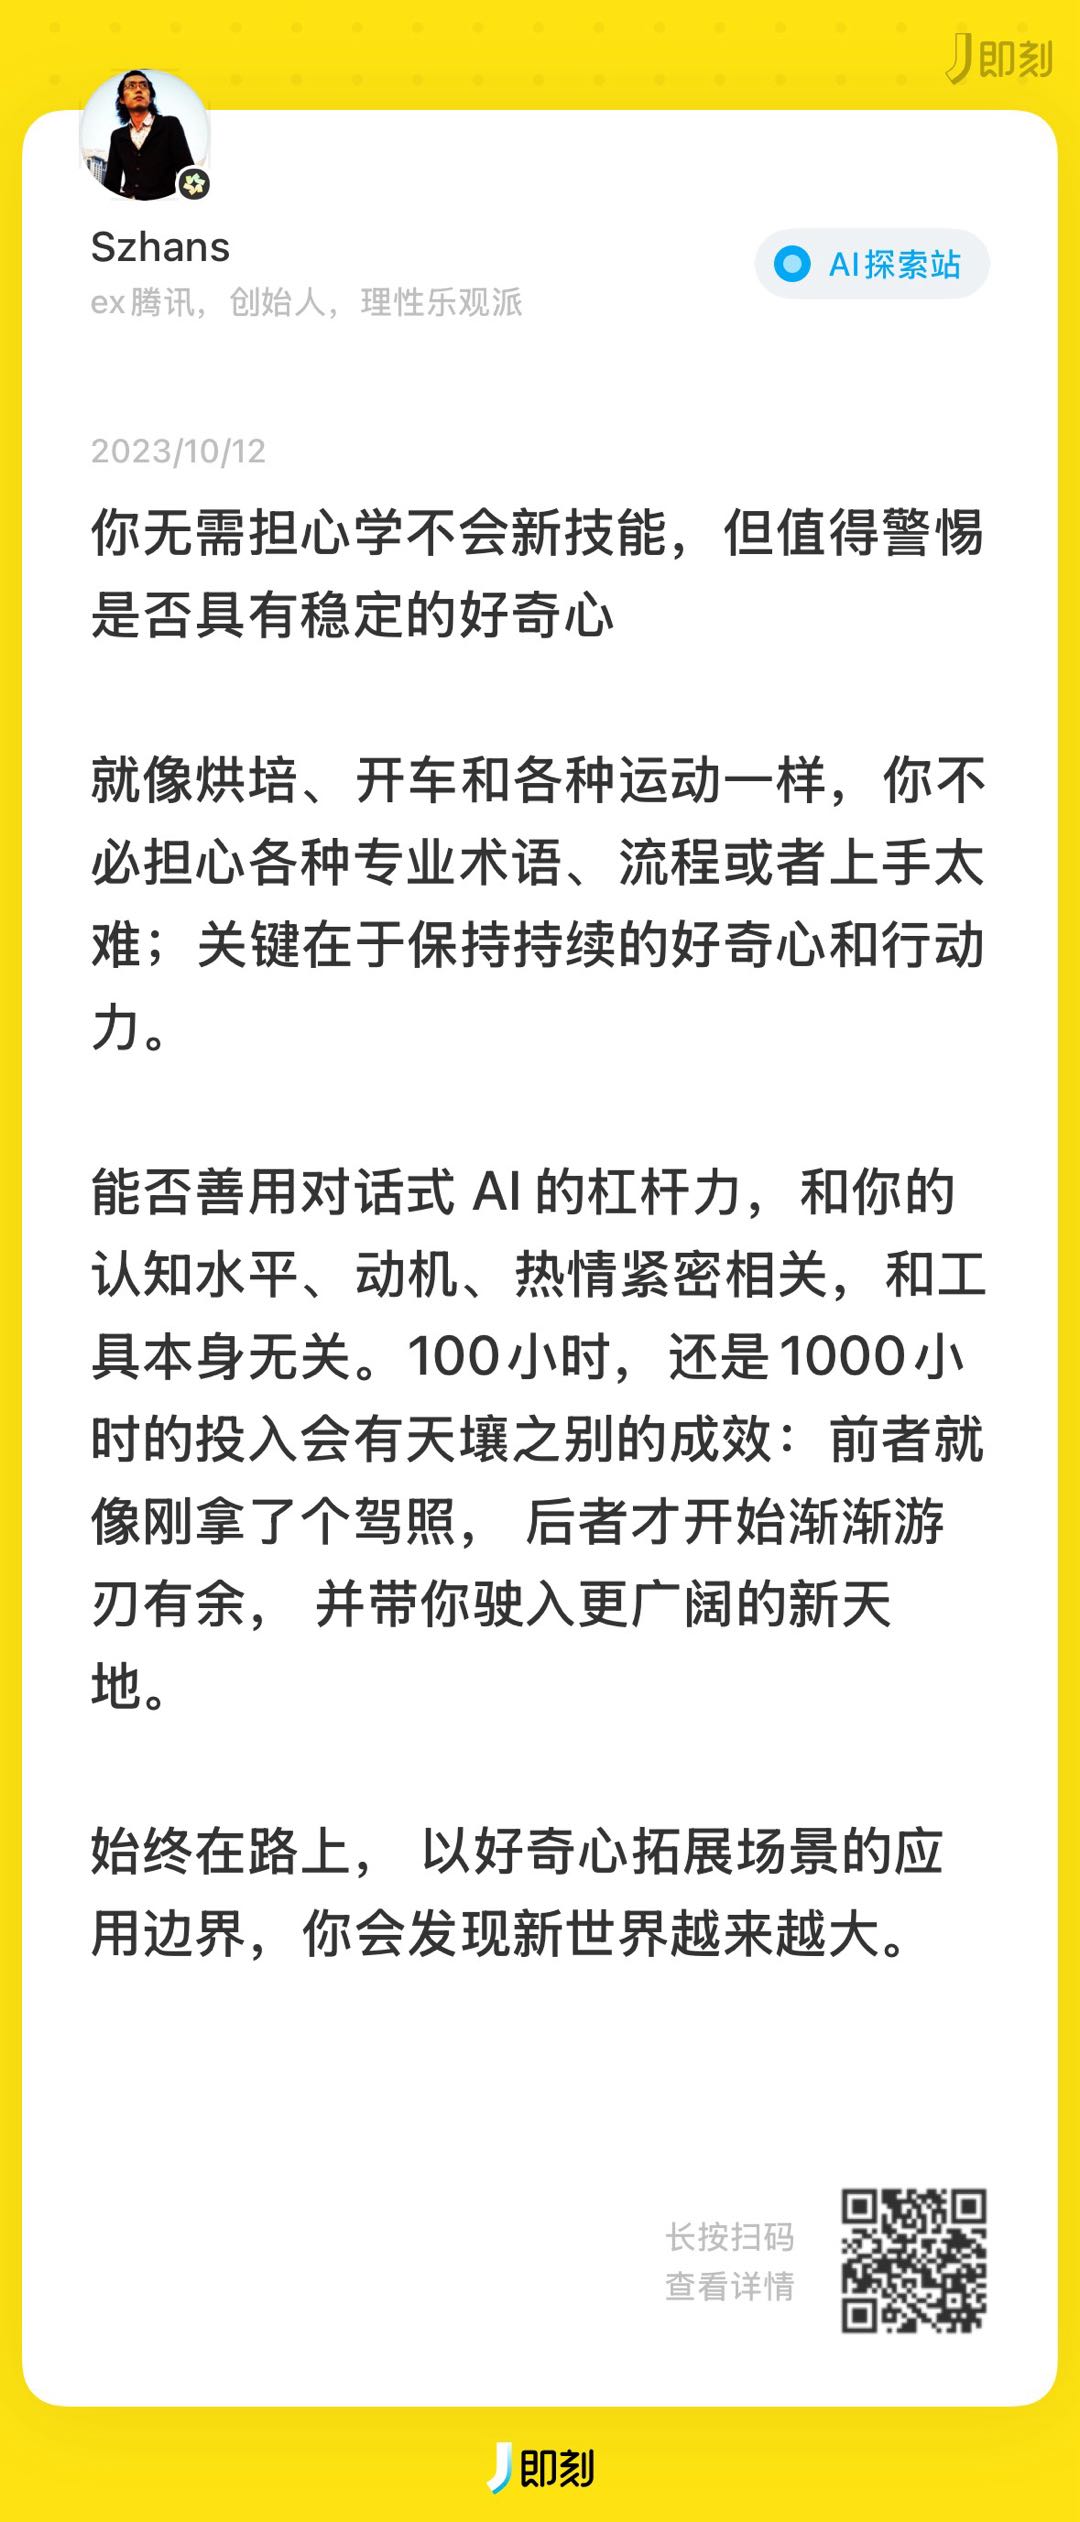 即刻
Szhans
AI探索站
ex腾讯，创始人，理性乐观派
2023/10/12
你无需担心学不会新技能，但值得警惕
是否具有稳定的好奇心
就像烘培、开车和各种运动一样，你不
必担心各种专业术语、流程或者上手太
难；关键在于保持持续的好奇心和行动
力。
能否善用对话式 AI 的杠杆力，和你的
认知水平、动机、热情紧密相关，和工
具本身无关。100小时，还是1000小
时的投入会有天壤之别的成效：前者就
像刚拿了个驾照， 后者才开始渐渐游
刃有余， 并带你驶入更广阔的新天
地。
始终在路上， 以好奇心拓展场景的应
用边界，你会发现新世界越来越大。
长按扫码
查看详情
即刻